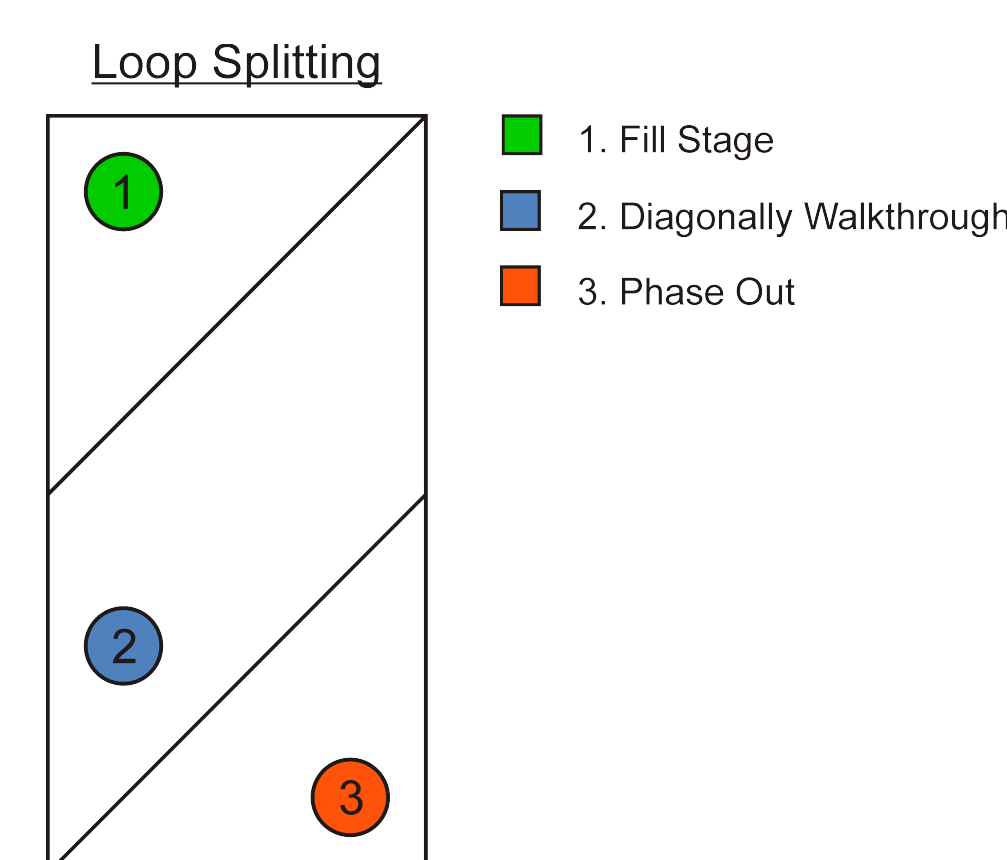 Loop Splitting
1
1. Fill Stage
2. Diagonally Walkthrough
3. Phase Out
2
3